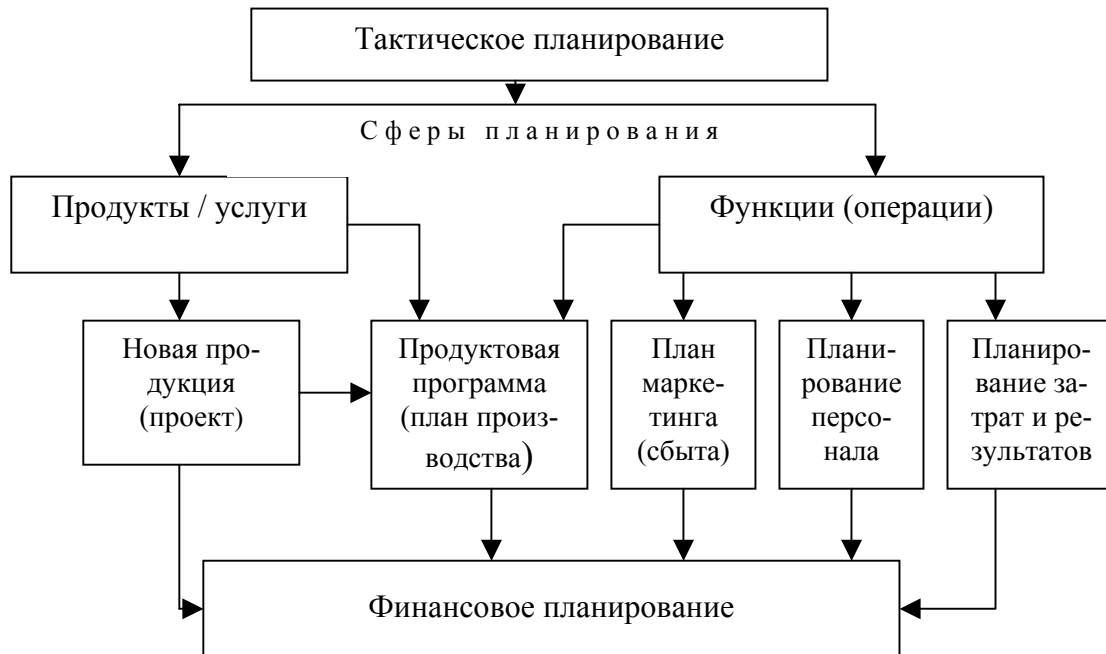 Тактическое планирование
Сферы планирования
Продукты / услуги
Функции (операции)
Новая про-
дукция
(проект)
Продуктовая
программа
(план произ-
водства)
План
марке-
тинга
(сбыта)
Плани-
рование
персо-
нала
Планиро-
вание за-
трат и ре-
зультатов
Финансовое планирование